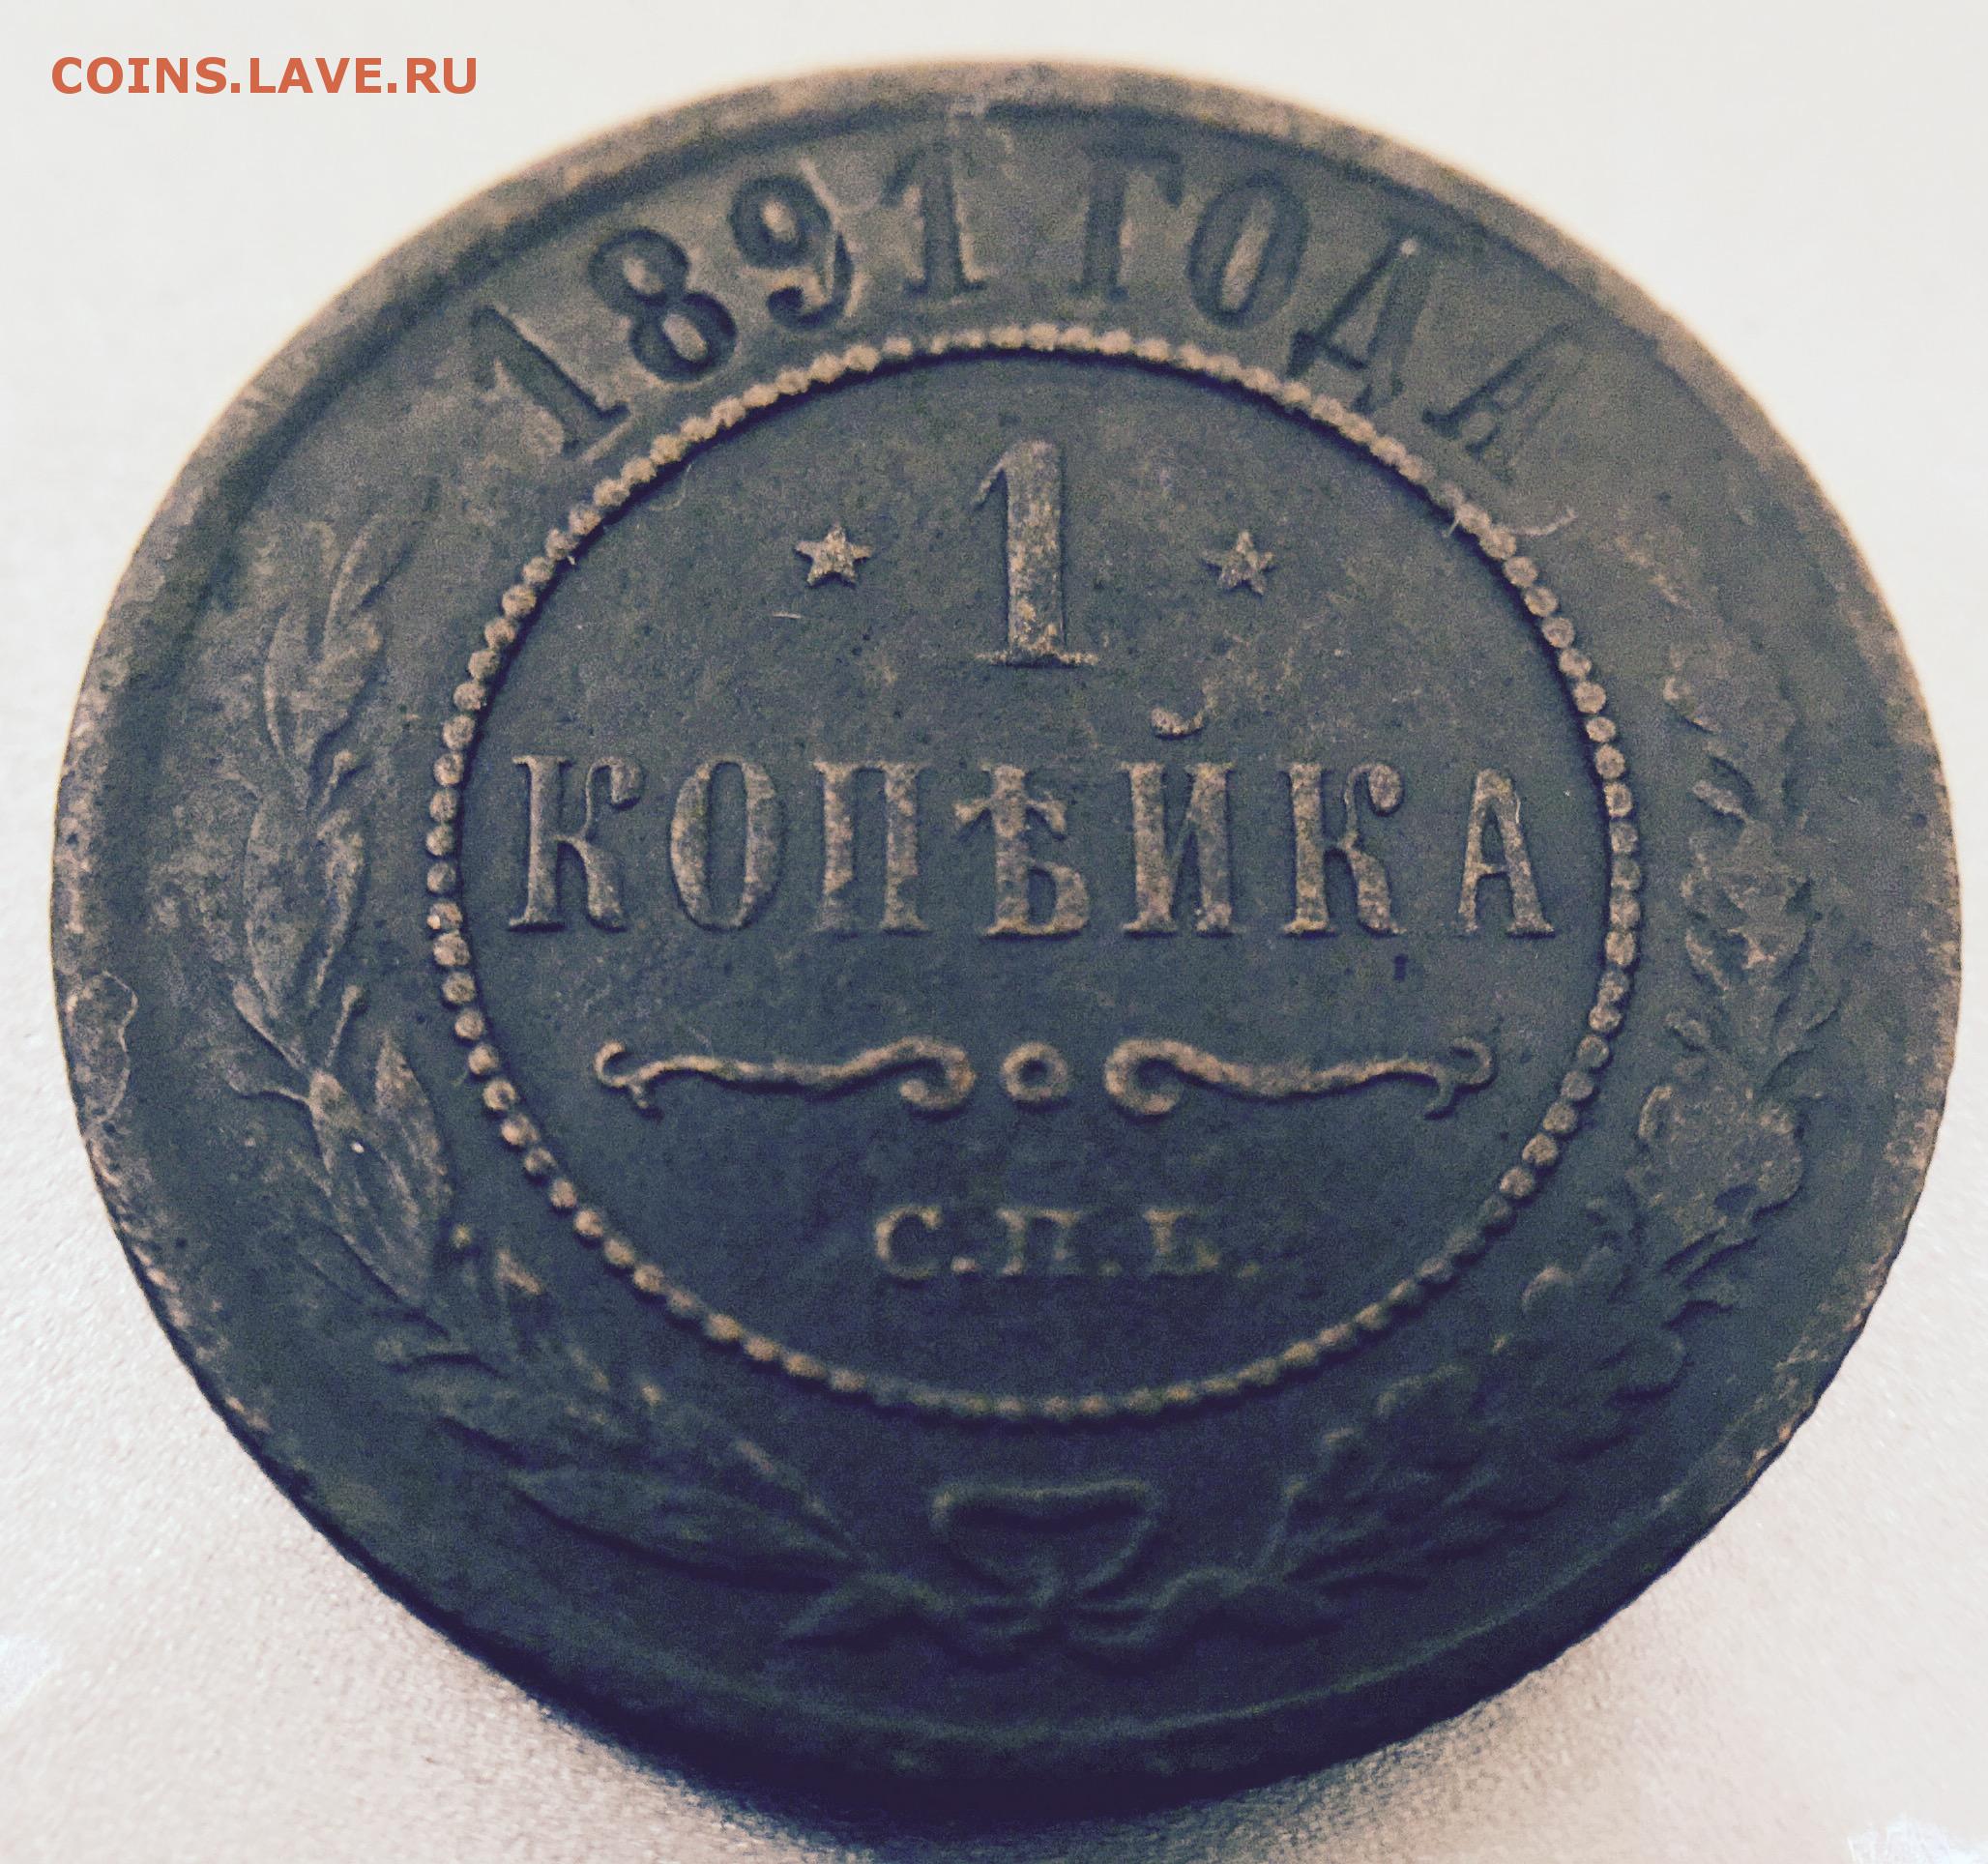 COINS.LAVE.RU
1891 ГОДА
1
КОПѢЙКА
С.П.Б.